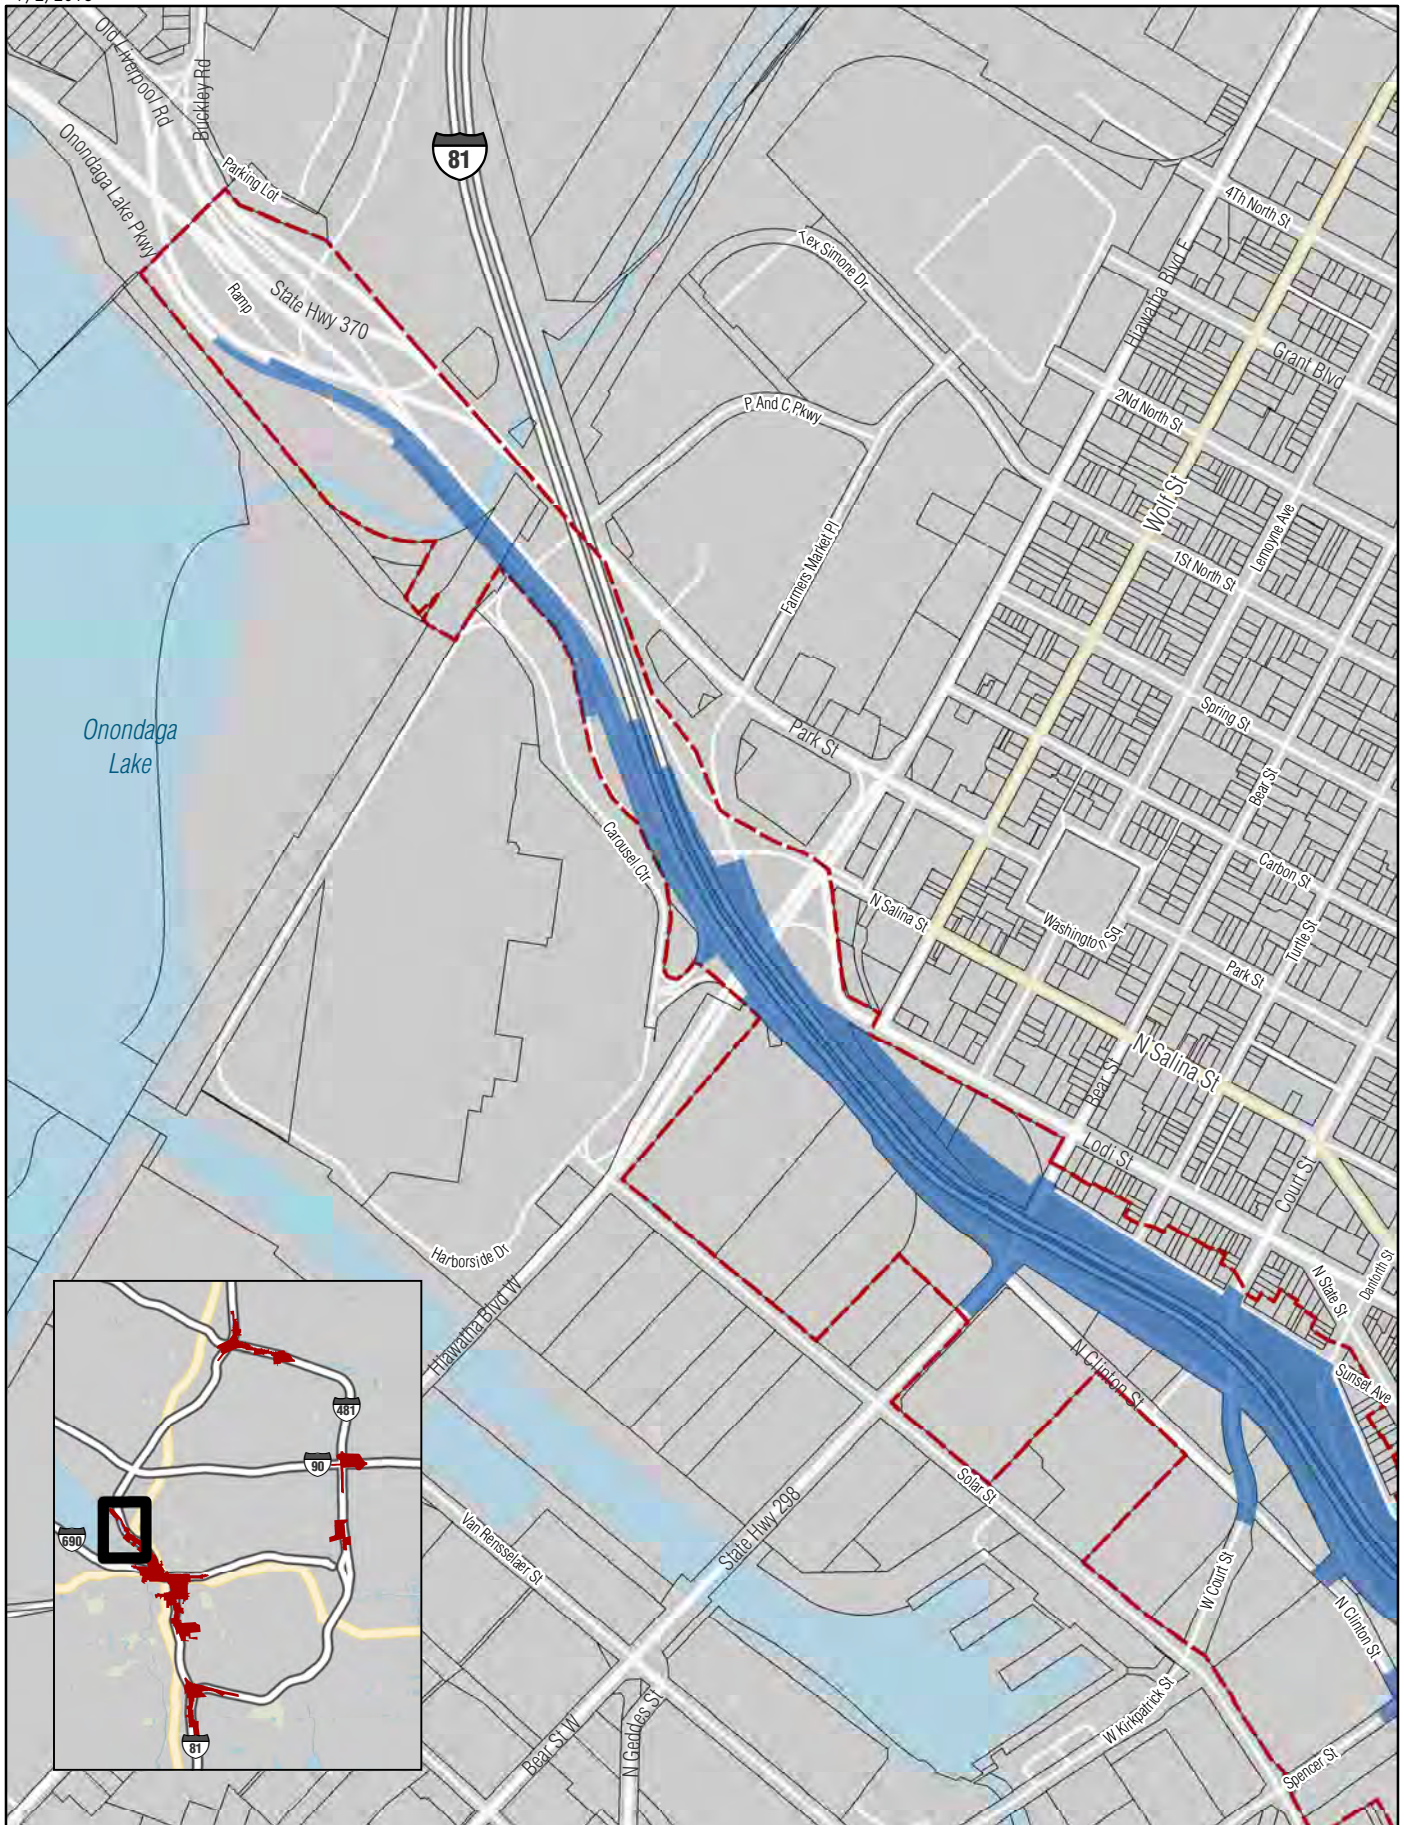 Old Liverpool Rd
Buckley Rd
Onondaga Lake Pkwy
Parking Lot
81
Ramp
State Hwy 370
Tex Simone Dr
4Th North St
Hiawatha Blvd E
Grant Blvd
P And C Pkwy
2Nd North St
Wolf St
Lemoyne Ave
1St North St
Farmers Market Pl
Spring St
Onondaga
Lake
Park St
Bear St
Carousel Ctr
Carbon St
N Salina St
Washington Sq
Turtle St
Park St
N Salina St
Bear St
Lodi St
Court St
Harborside Dr
Danforth St
N State St
Hiawatha Blvd W
N Clinton St
Sunset Ave
481
90
690
81
Solar St
State Hwy 298
Van Rensselaer St
W Court St
N Clinton St
W Kirkpatrick St
N Geddes St
Bear St W
Spencer St